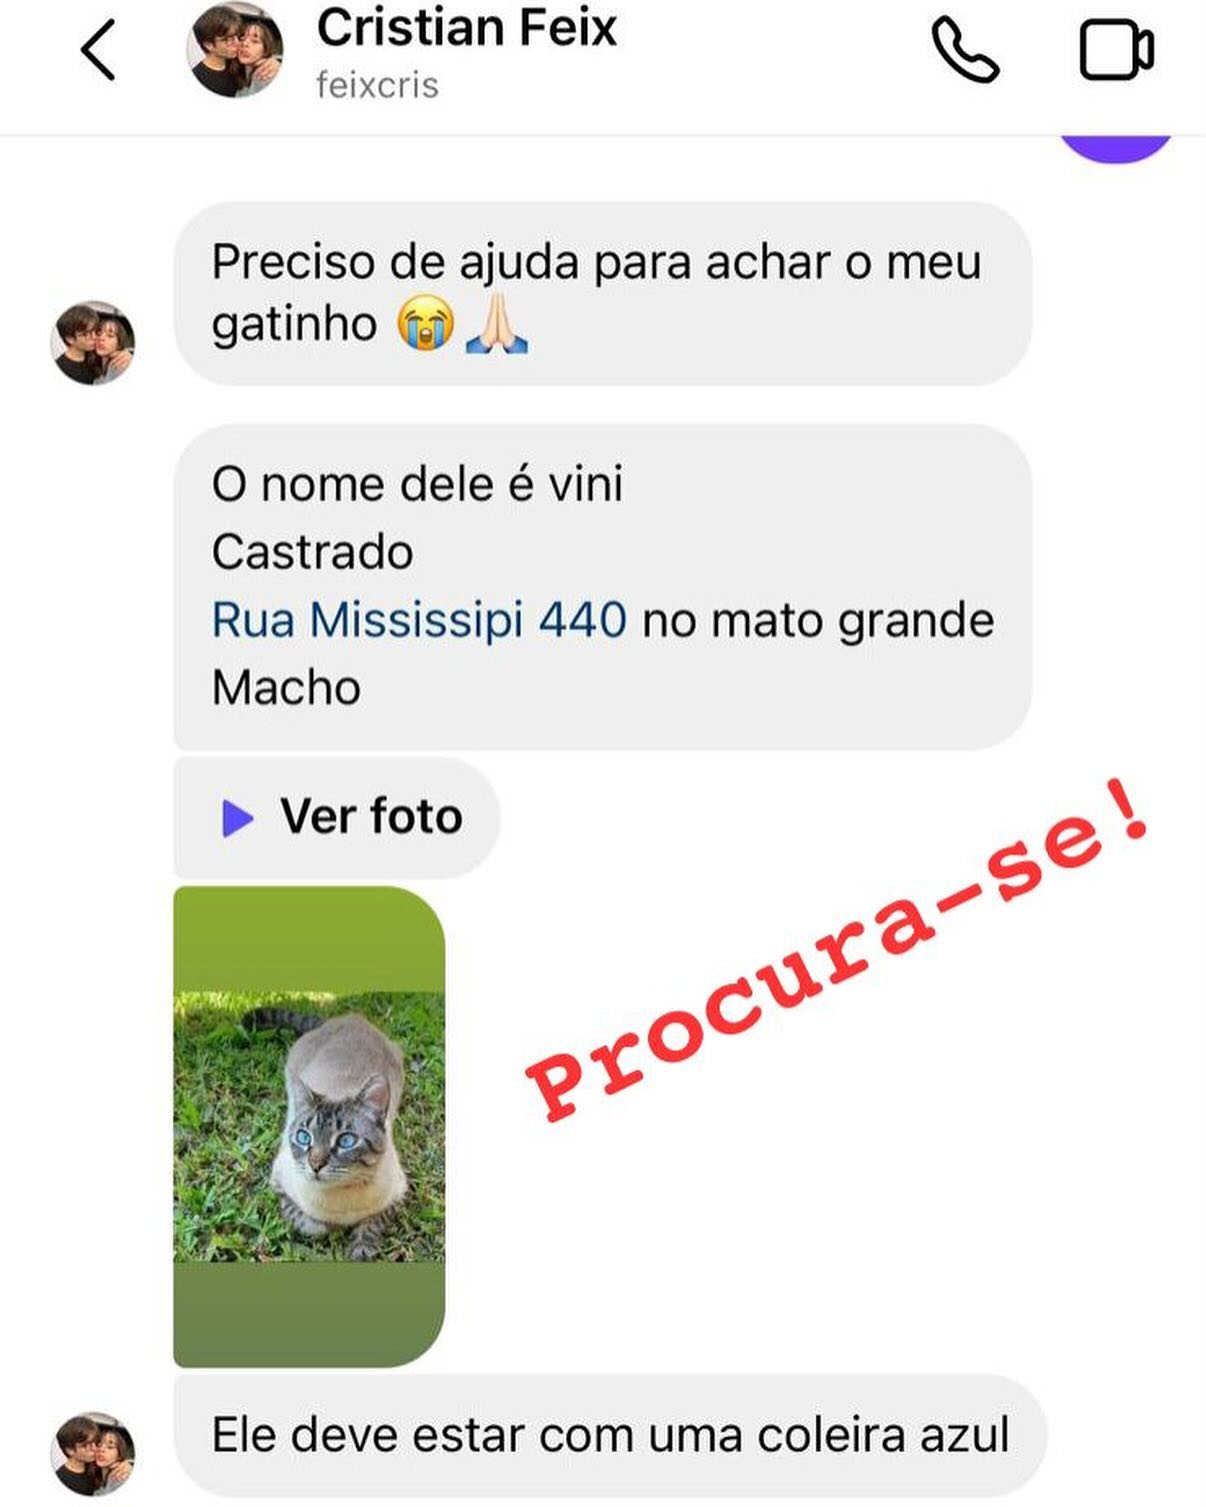 Cristian Feix
feixcris
Preciso de ajuda para achar o meu
gatinho 😭🙏🏻
O nome dele é vini
Castrado
Rua Mississipi 440 no mato grande
Macho
Ver foto
Procura-se!
Ele deve estar com uma coleira azul